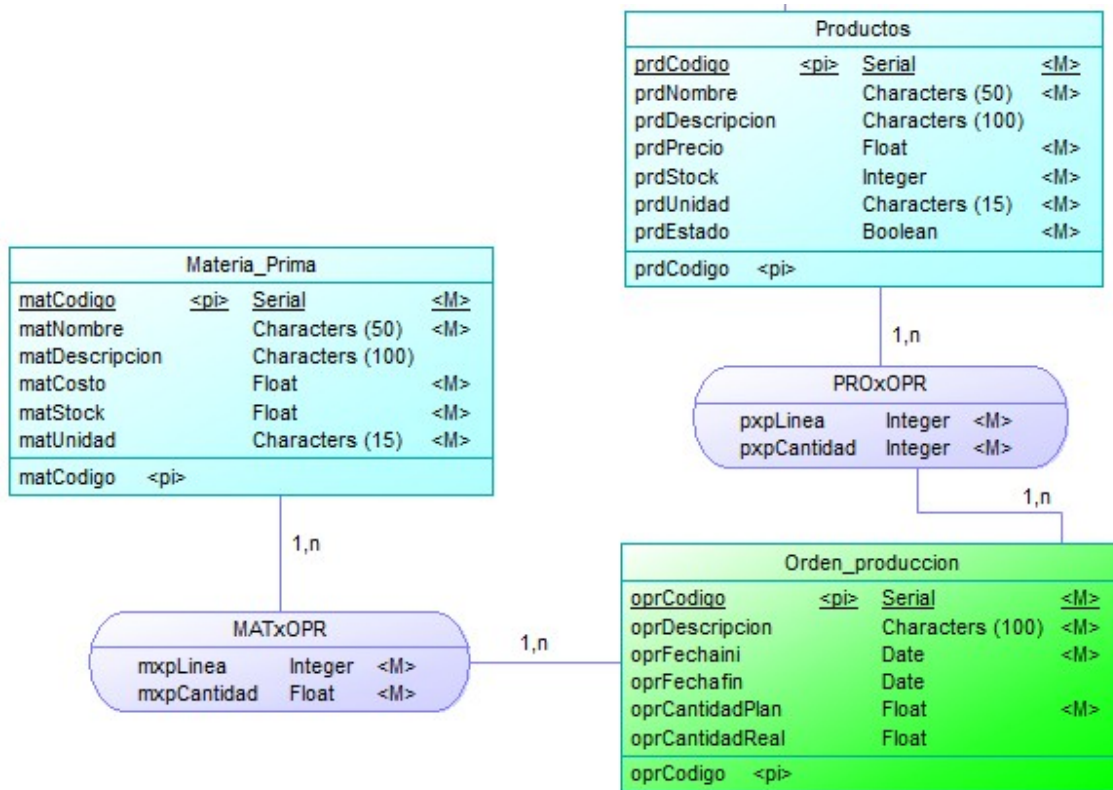 Productos
prdCodigo <pi> Serial <M>
prdNombre Characters (50) <M>
prdDescripcion Characters (100)
prdPrecio Float <M>
prdStock Integer <M>
prdUnidad Characters (15) <M>
prdEstado Boolean <M>
prdCodigo <pi>
1,n
PROxOPR
pxpLinea Integer <M>
pxpCantidad Integer <M>
1,n
Materia_Prima
matCodigo <pi> Serial <M>
matNombre Characters (50) <M>
matDescripcion Characters (100)
matCosto Float <M>
matStock Float <M>
matUnidad Characters (15) <M>
matCodigo <pi>
1,n
MATxOPR
mxpLinea Integer <M>
mxpCantidad Float <M>
1,n
Orden_produccion
oprCodigo <pi> Serial <M>
oprDescripcion Characters (100) <M>
oprFechaini Date <M>
oprFechafin Date
oprCantidadPlan Float <M>
oprCantidadReal Float
oprCodigo <pi>